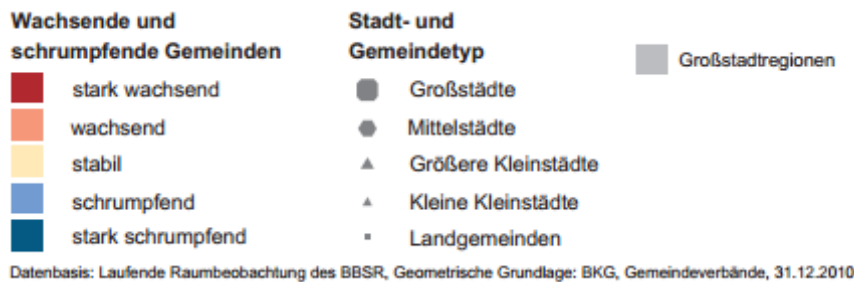 Wachsende und
schrumpfende Gemeinden
stark wachsend
wachsend
stabil
schrumpfend
stark schrumpfend
Stadt- und
Gemeindetyp
Großstädte
Mittelstädte
Größere Kleinstädte
Kleine Kleinstädte
Landgemeinden
Großstadtregionen
Datenbasis: Laufende Raumbeobachtung des BBSR, Geometrische Grundlage: BKG, Gemeindeverbände, 31.12.2010